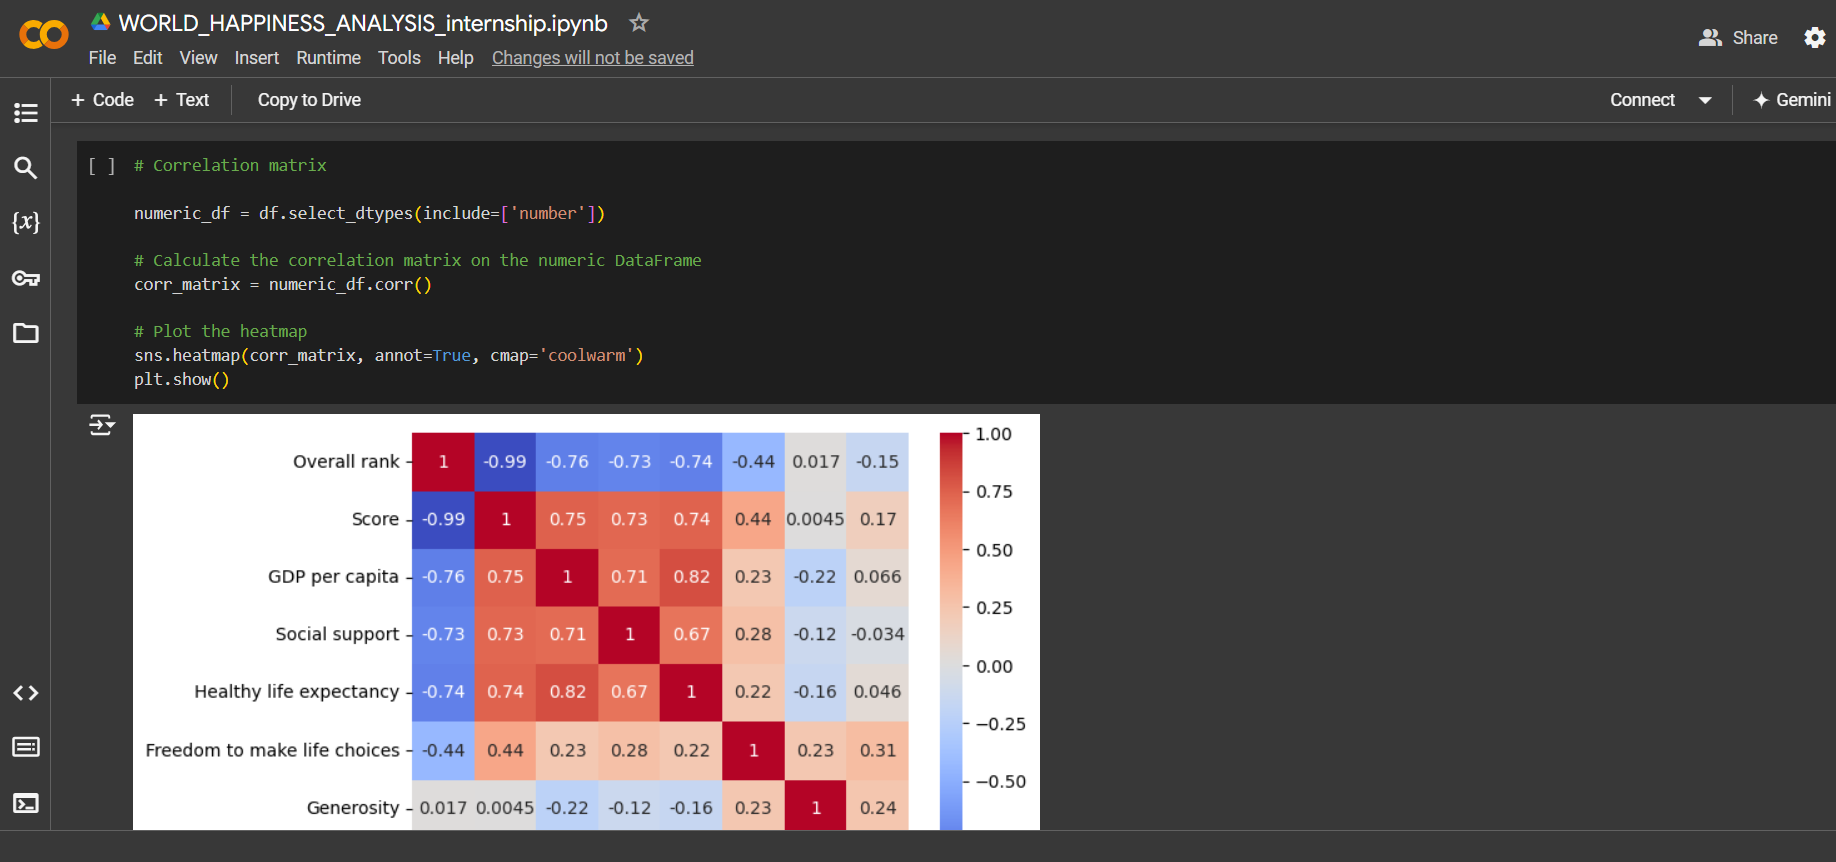 WORLD_HAPPINESS_ANALYSIS_internship.ipynb
File Edit View Insert Runtime Tools Help Changes will not be saved
Share
+ Code + Text Copy to Drive
Connect
Gemini
{x}
[ ] # Correlation matrix
numeric_df = df.select_dtypes(include=['number'])
# Calculate the correlation matrix on the numeric DataFrame
corr_matrix = numeric_df.corr()
# Plot the heatmap
sns.heatmap(corr_matrix, annot=True, cmap='coolwarm')
plt.show()
Overall rank 1 -0.99 -0.76 -0.73 -0.74 -0.44 0.017 -0.15
Score -0.99 1 0.75 0.73 0.74 0.44 0.0045 0.17
GDP per capita -0.76 0.75 1 0.71 0.82 0.23 -0.22 0.066
Social support -0.73 0.73 0.71 1 0.67 0.28 -0.12 -0.034
Healthy life expectancy -0.74 0.74 0.82 0.67 1 0.22 -0.16 0.046
Freedom to make life choices -0.44 0.44 0.23 0.28 0.22 1 0.23 0.31
Generosity 0.017 0.0045 -0.22 -0.12 -0.16 0.23 1 0.24
1.00
0.75
0.50
0.25
0.00
−0.25
−0.50